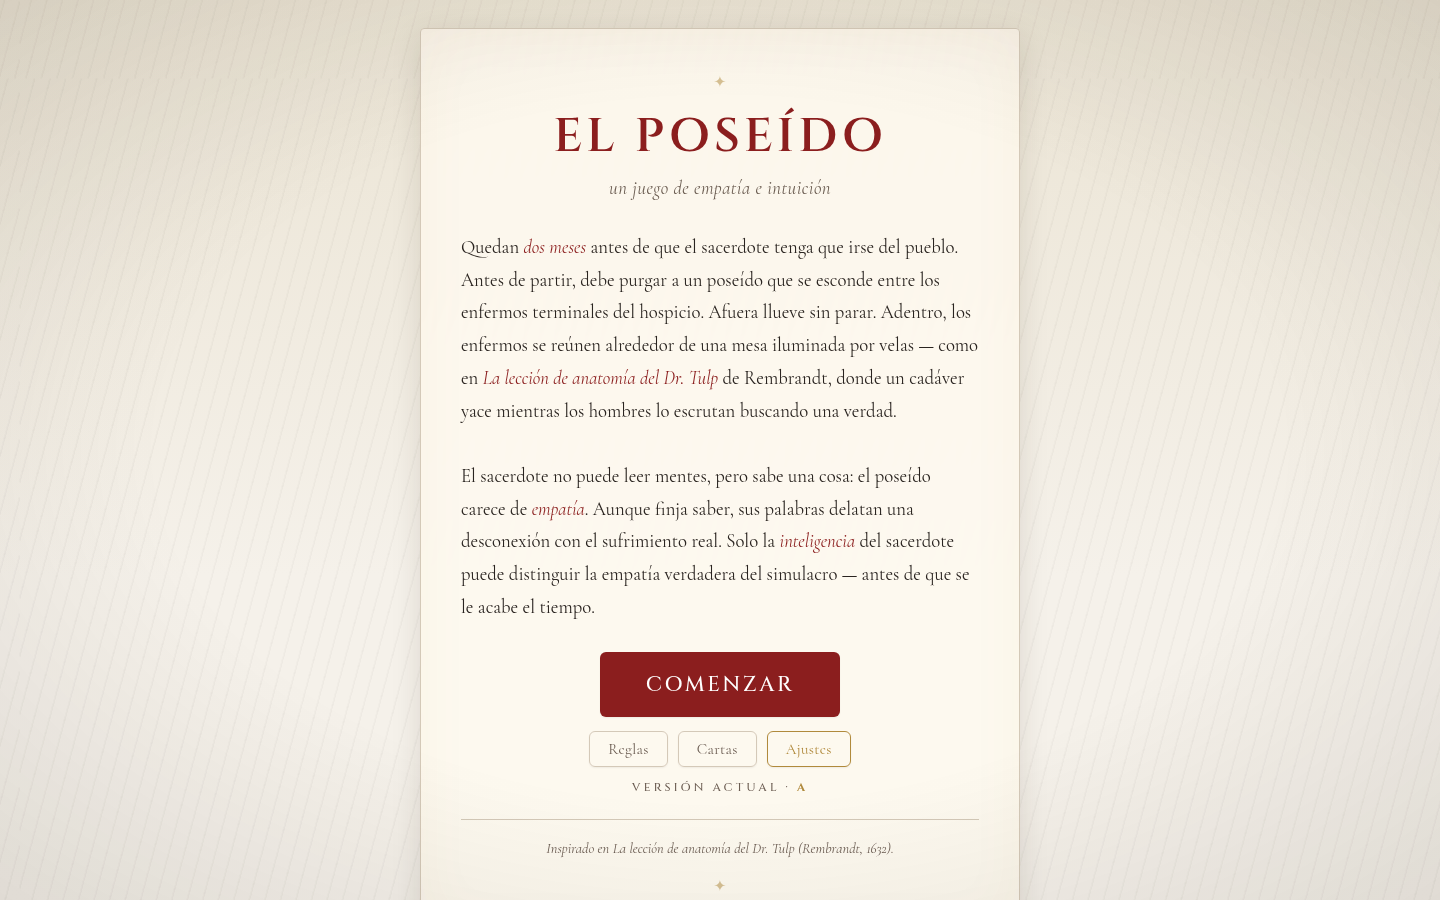 EL POSEÍDO
un juego de empatía e intuición
Quedan dos meses antes de que el sacerdote tenga que irse del pueblo.
Antes de partir, debe purgar a un poseído que se esconde entre los
enfermos terminales del hospicio. Afuera llueve sin parar. Adentro, los
enfermos se reúnen alrededor de una mesa iluminada por velas — como
en La lección de anatomía del Dr. Tulp de Rembrandt, donde un cadáver
yace mientras los hombres lo escrutan buscando una verdad.
El sacerdote no puede leer mentes, pero sabe una cosa: el poseído
carece de empatía. Aunque finja saber, sus palabras delatan una
desconexión con el sufrimiento real. Solo la inteligencia del sacerdote
puede distinguir la empatía verdadera del simulacro — antes de que se
le acabe el tiempo.
COMENZAR
Reglas Cartas Ajustes
VERSIÓN ACTUAL · A
Inspirado en La lección de anatomía del Dr. Tulp (Rembrandt, 1632).